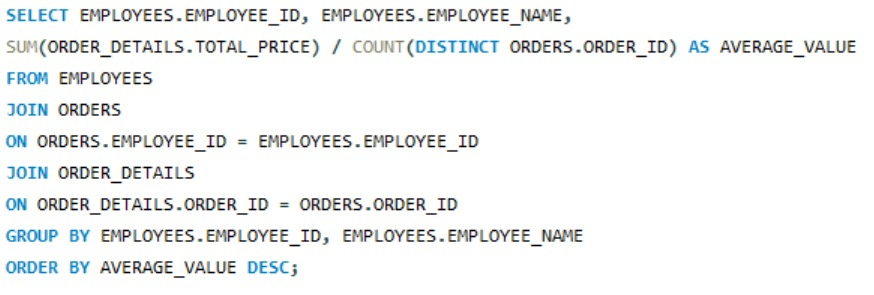 SELECT EMPLOYEES.EMPLOYEE_ID, EMPLOYEES.EMPLOYEE_NAME,
SUM(ORDER_DETAILS.TOTAL_PRICE) / COUNT(DISTINCT ORDERS.ORDER_ID) AS AVERAGE_VALUE
FROM EMPLOYEES
JOIN ORDERS
ON ORDERS.EMPLOYEE_ID = EMPLOYEES.EMPLOYEE_ID
JOIN ORDER_DETAILS
ON ORDER_DETAILS.ORDER_ID = ORDERS.ORDER_ID
GROUP BY EMPLOYEES.EMPLOYEE_ID, EMPLOYEES.EMPLOYEE_NAME
ORDER BY AVERAGE_VALUE DESC;